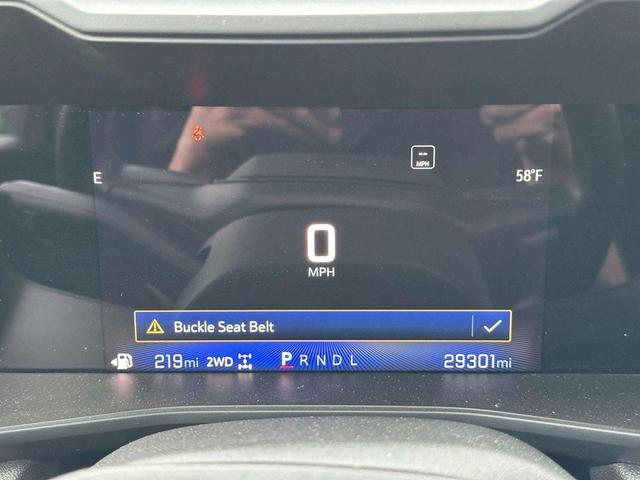 -- MPH
E
58°F
0
MPH
Buckle Seat Belt
219mi 2WD P R N D L 29301mi